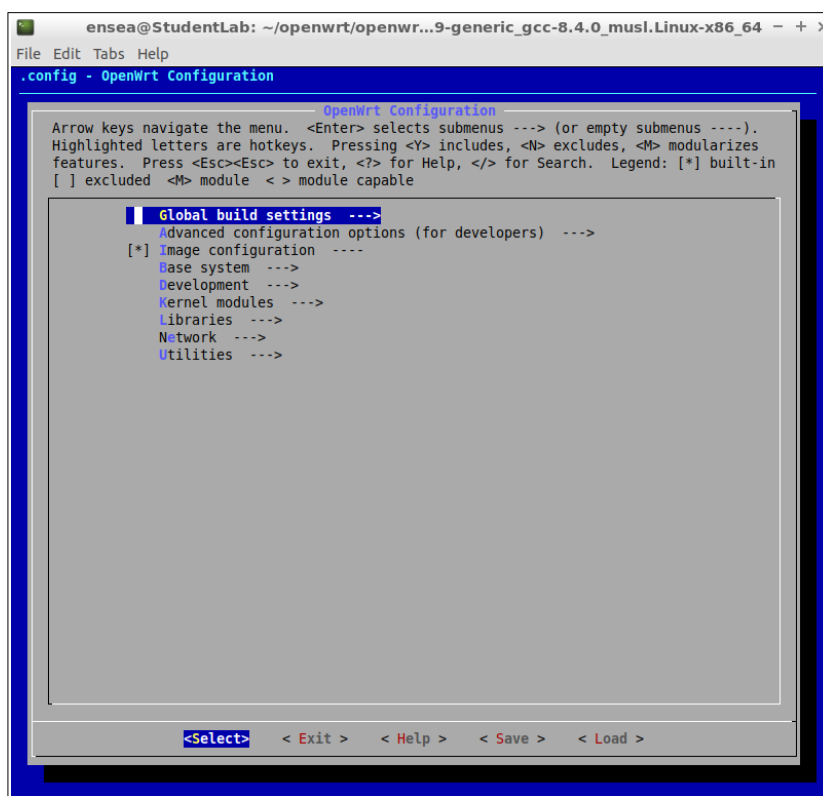 ensea@StudentLab: ~/openwrt/openwr...9-generic_gcc-8.4.0_musl.Linux-x86_64 − + ×
File Edit Tabs Help
.config - OpenWrt Configuration
OpenWrt Configuration
Arrow keys navigate the menu. <Enter> selects submenus ---> (or empty submenus ----).
Highlighted letters are hotkeys. Pressing <Y> includes, <N> excludes, <M> modularizes
features. Press <Esc><Esc> to exit, <?> for Help, </> for Search. Legend: [*] built-in
[ ] excluded <M> module < > module capable
Global build settings --->
Advanced configuration options (for developers) --->
[*] Image configuration ----
Base system --->
Development --->
Kernel modules --->
Libraries --->
Network --->
Utilities --->
<Select> < Exit > < Help > < Save > < Load >